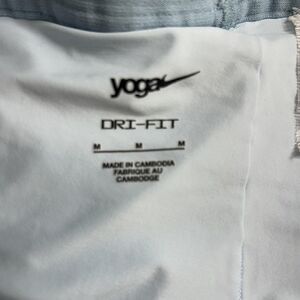 yoga
DRI-FIT
M M M
MADE IN CAMBODIA
FABRIQUE AU
CAMBODGE